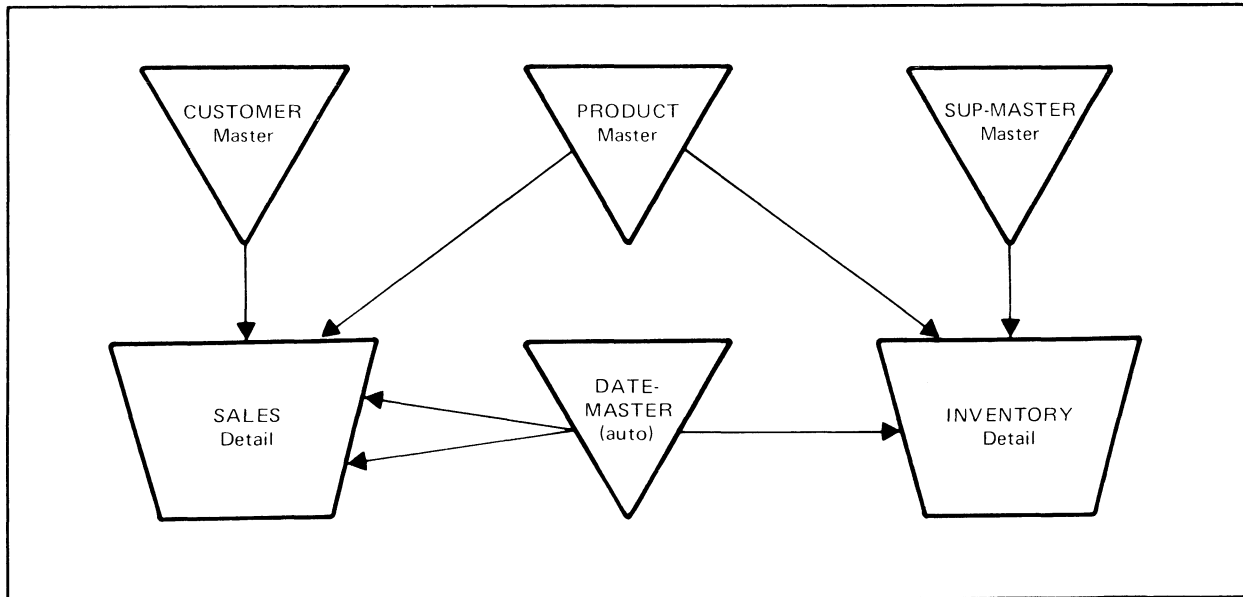 CUSTOMER
Master
PRODUCT
Master
SUP-MASTER
Master
SALES
Detail
DATE-
MASTER
(auto)
INVENTORY
Detail